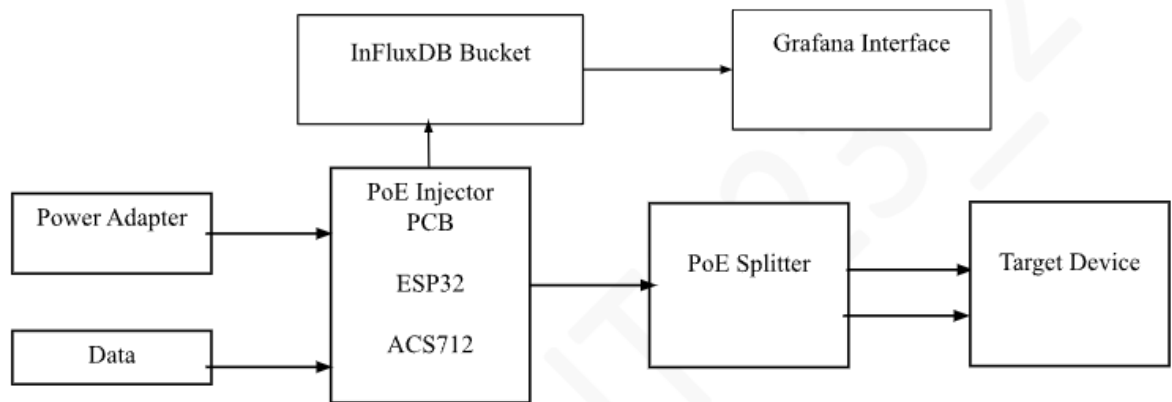 InFluxDB Bucket
Grafana Interface
Power Adapter
Data
PoE Injector
PCB
ESP32
ACS712
PoE Splitter
Target Device